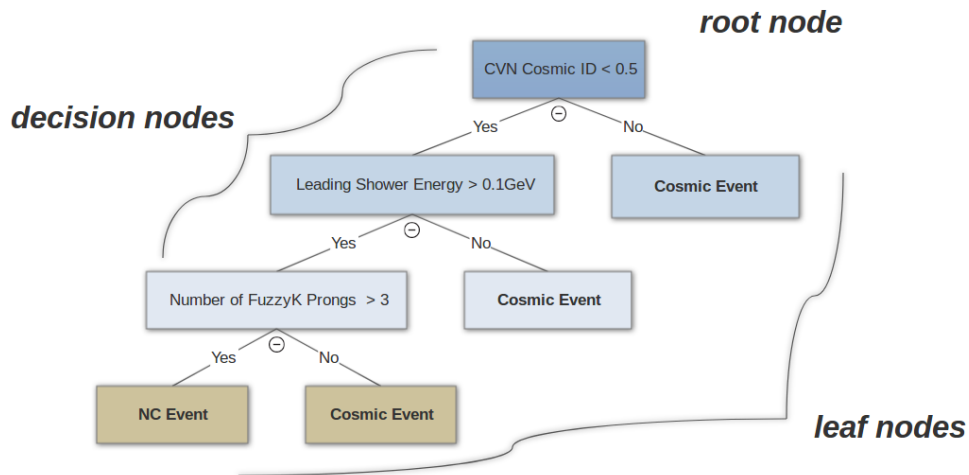 root node
CVN Cosmic ID < 0.5
decision nodes
Yes
No
Leading Shower Energy > 0.1GeV
Cosmic Event
Yes
No
Number of FuzzyK Prongs > 3
Cosmic Event
Yes
No
NC Event
Cosmic Event
leaf nodes